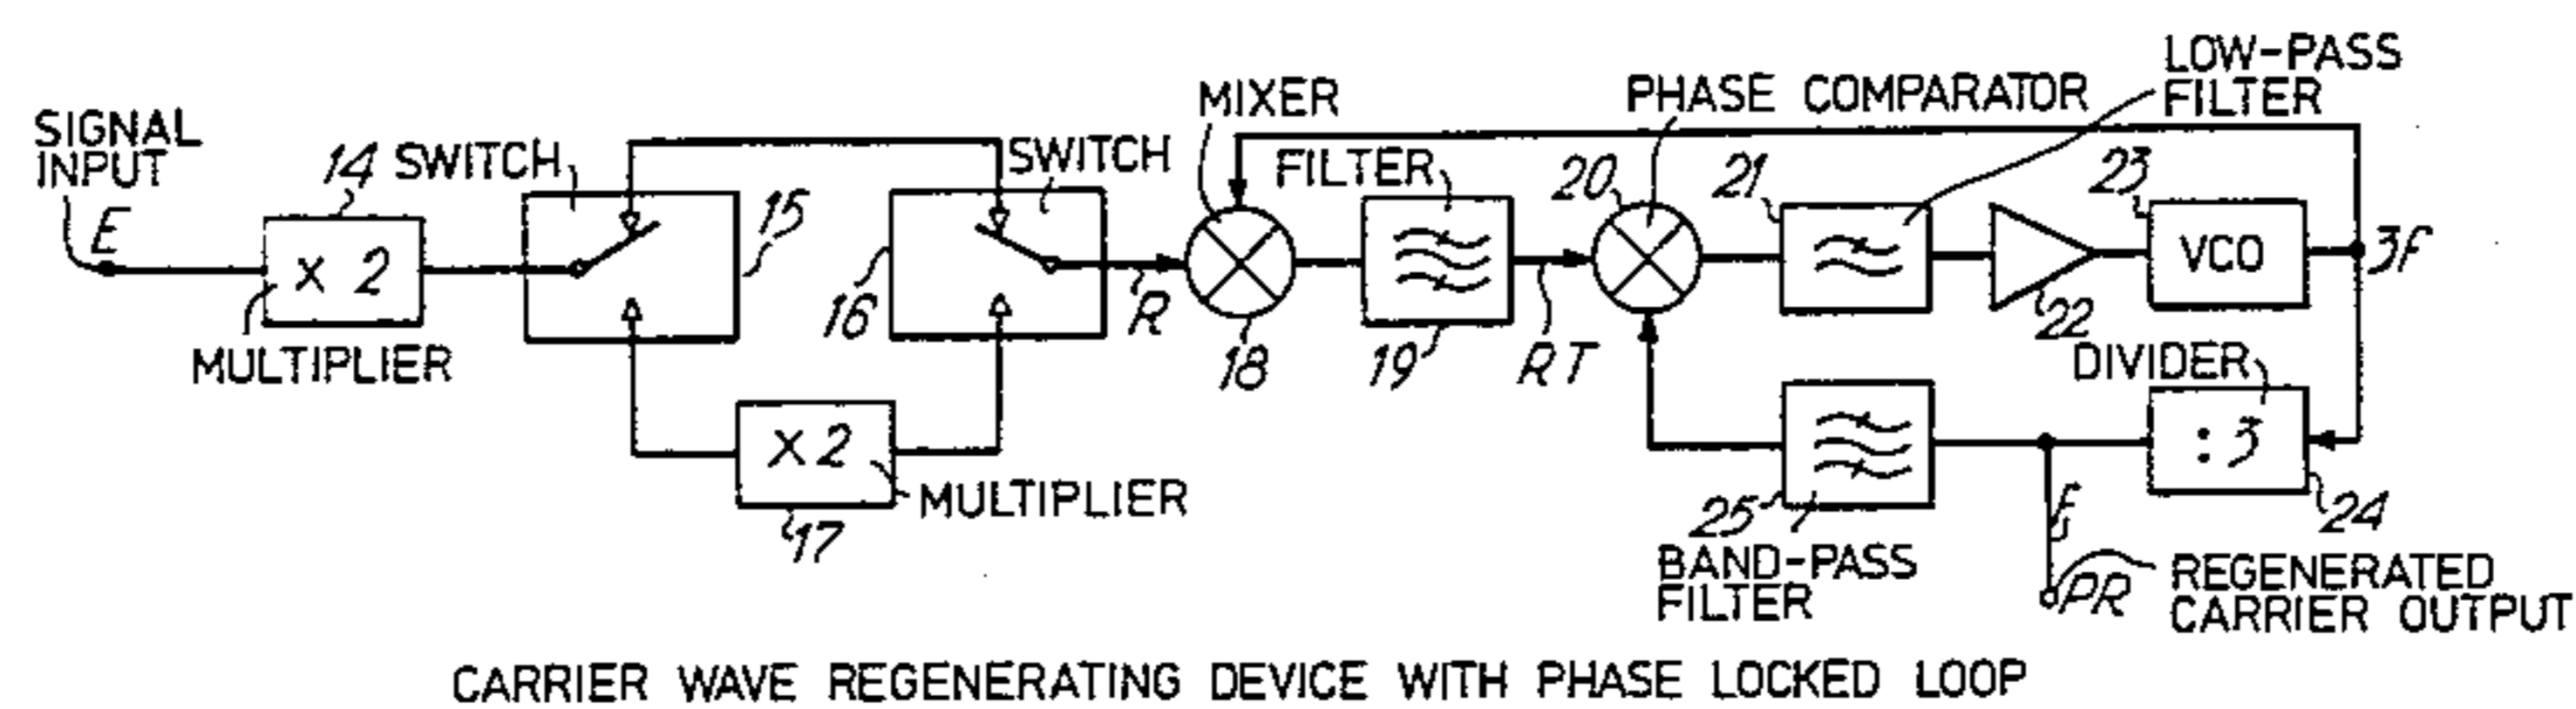 SIGNAL
INPUT
E
14
x 2
MULTIPLIER
SWITCH
15
x 2
17
MULTIPLIER
SWITCH
16
R
MIXER
18
FILTER
19
RT
PHASE COMPARATOR
20
21
LOW-PASS
FILTER
22
23
VCO
3f
DIVIDER
: 3
24
25
BAND-PASS
FILTER
f
PR
REGENERATED
CARRIER OUTPUT
CARRIER WAVE REGENERATING DEVICE WITH PHASE LOCKED LOOP